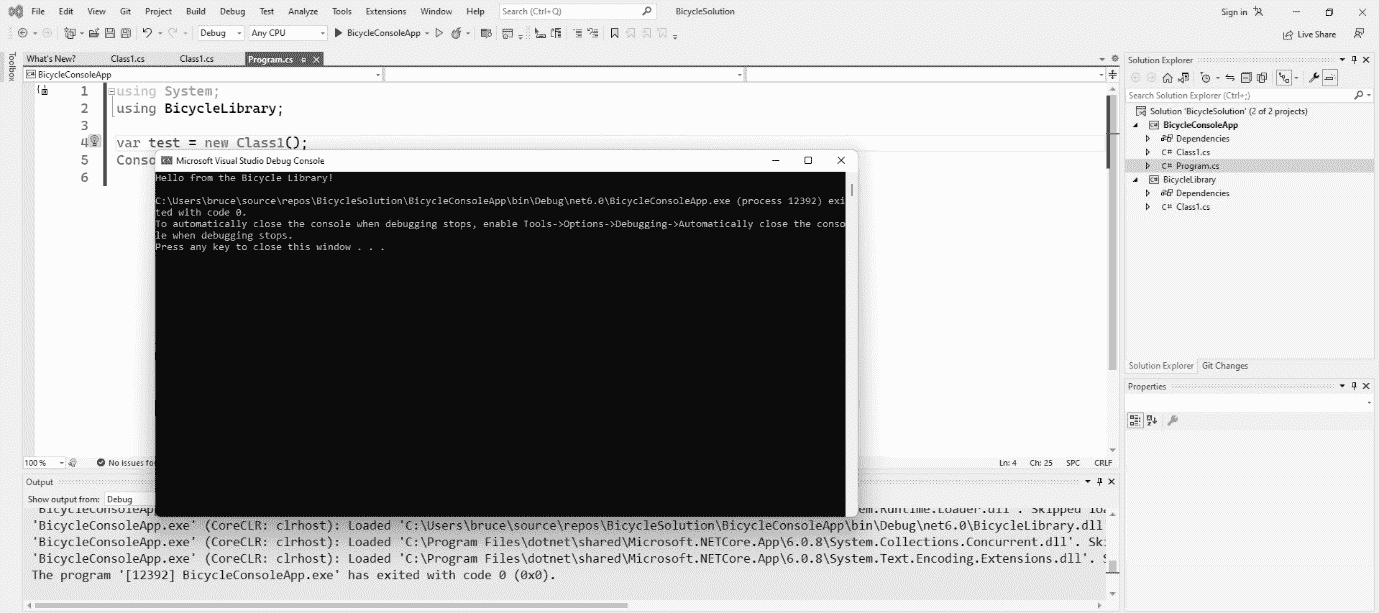 File Edit View Git Project Build Debug Test Analyze Tools Extensions Window Help Search (Ctrl+Q) BicycleSolution Sign in
Debug Any CPU BicycleConsoleApp Live Share
Toolbox
What's New? Class1.cs Class1.cs Program.cs
BicycleConsoleApp
1 using System;
2 using BicycleLibrary;
3
4 var test = new Class1();
5 Conso
6
Microsoft Visual Studio Debug Console
Hello from the Bicycle Library!
C:\Users\bruce\source\repos\BicycleSolution\BicycleConsoleApp\bin\Debug\net6.0\BicycleConsoleApp.exe (process 12392) exi
ted with code 0.
To automatically close the console when debugging stops, enable Tools->Options->Debugging->Automatically close the conso
le when debugging stops.
Press any key to close this window . . .
100 % No issues fo
Ln: 4 Ch: 25 SPC CRLF
Output
Show output from: Debug
'BicycleConsoleApp.exe' (CoreCLR: clrhost): Loaded 'C:\Users\bruce\source\repos\BicycleSolution\BicycleConsoleApp\bin\Debug\net6.0\BicycleLibrary.dll
'BicycleConsoleApp.exe' (CoreCLR: clrhost): Loaded 'C:\Program Files\dotnet\shared\Microsoft.NETCore.App\6.0.8\System.Collections.Concurrent.dll'. Ski
'BicycleConsoleApp.exe' (CoreCLR: clrhost): Loaded 'C:\Program Files\dotnet\shared\Microsoft.NETCore.App\6.0.8\System.Text.Encoding.Extensions.dll'. S
The program '[12392] BicycleConsoleApp.exe' has exited with code 0 (0x0).
Solution Explorer
Search Solution Explorer (Ctrl+;)
Solution 'BicycleSolution' (2 of 2 projects)
BicycleConsoleApp
Dependencies
C# Class1.cs
C# Program.cs
BicycleLibrary
Dependencies
C# Class1.cs
Solution Explorer Git Changes
Properties